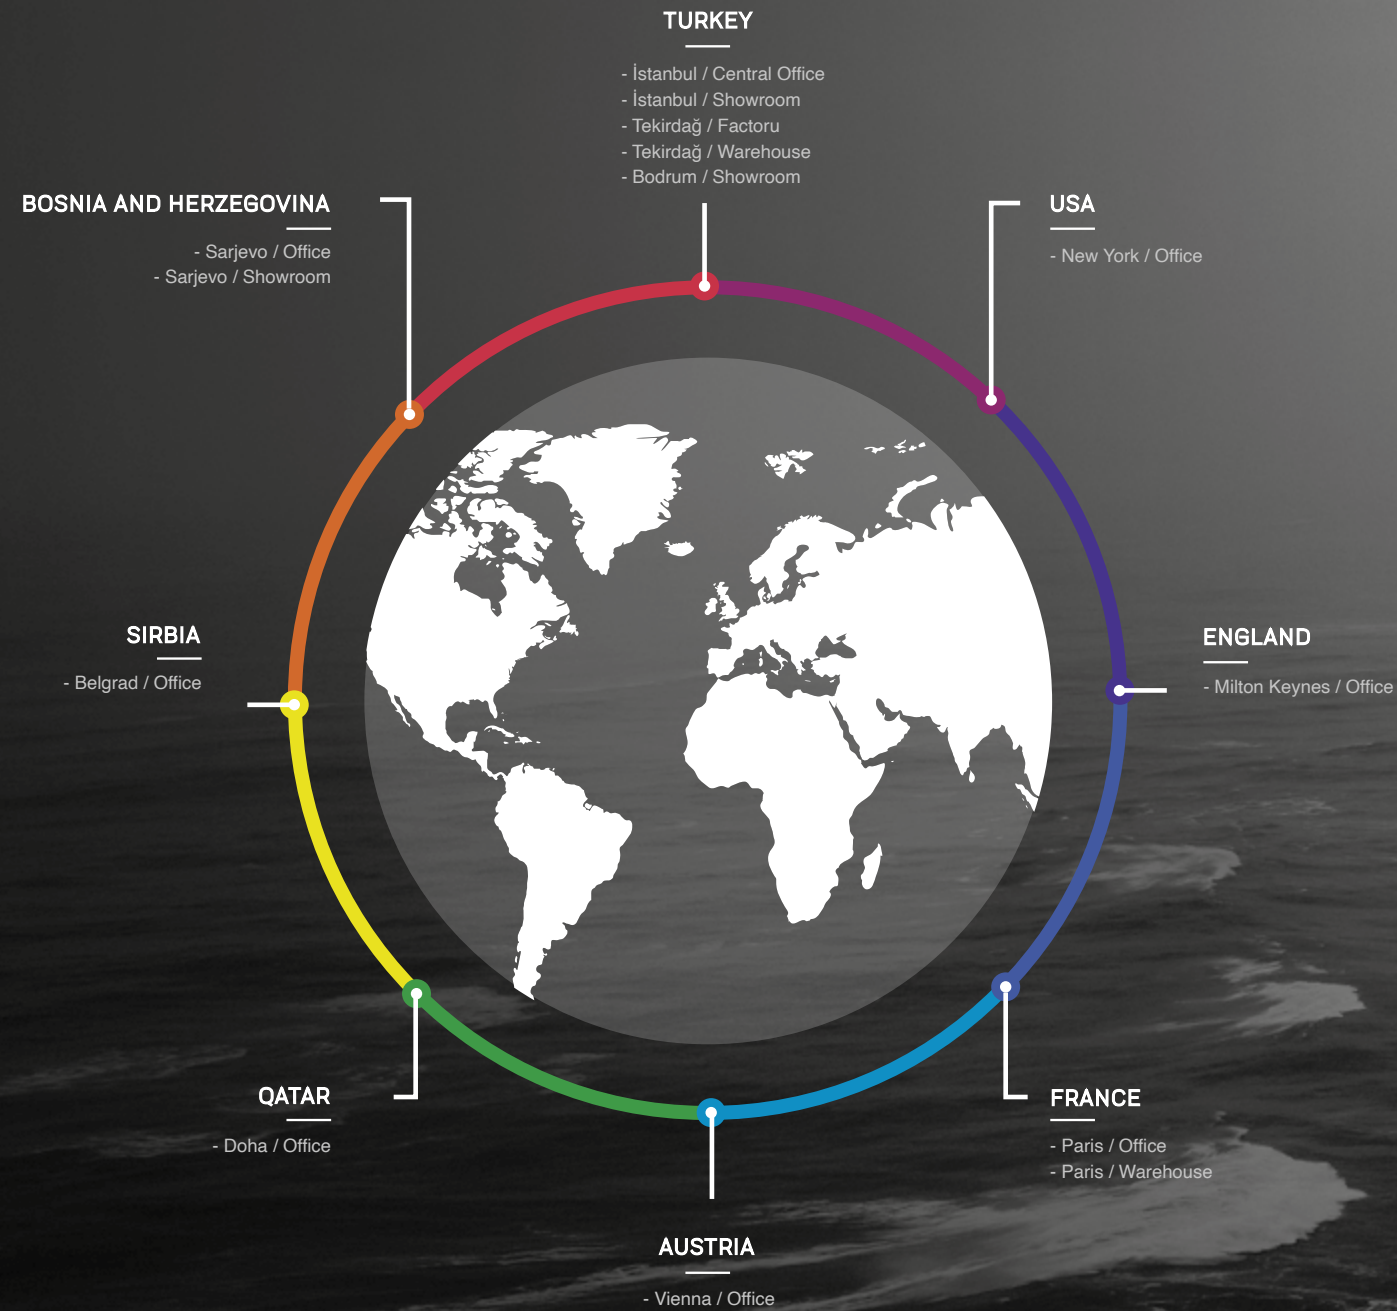 TURKEY
- İstanbul / Central Office
- İstanbul / Showroom
- Tekirdağ / Factoru
- Tekirdağ / Warehouse
- Bodrum / Showroom
BOSNIA AND HERZEGOVINA
- Sarjevo / Office
- Sarjevo / Showroom
USA
- New York / Office
SIRBIA
- Belgrad / Office
ENGLAND
- Milton Keynes / Office
QATAR
- Doha / Office
FRANCE
- Paris / Office
- Paris / Warehouse
AUSTRIA
- Vienna / Office